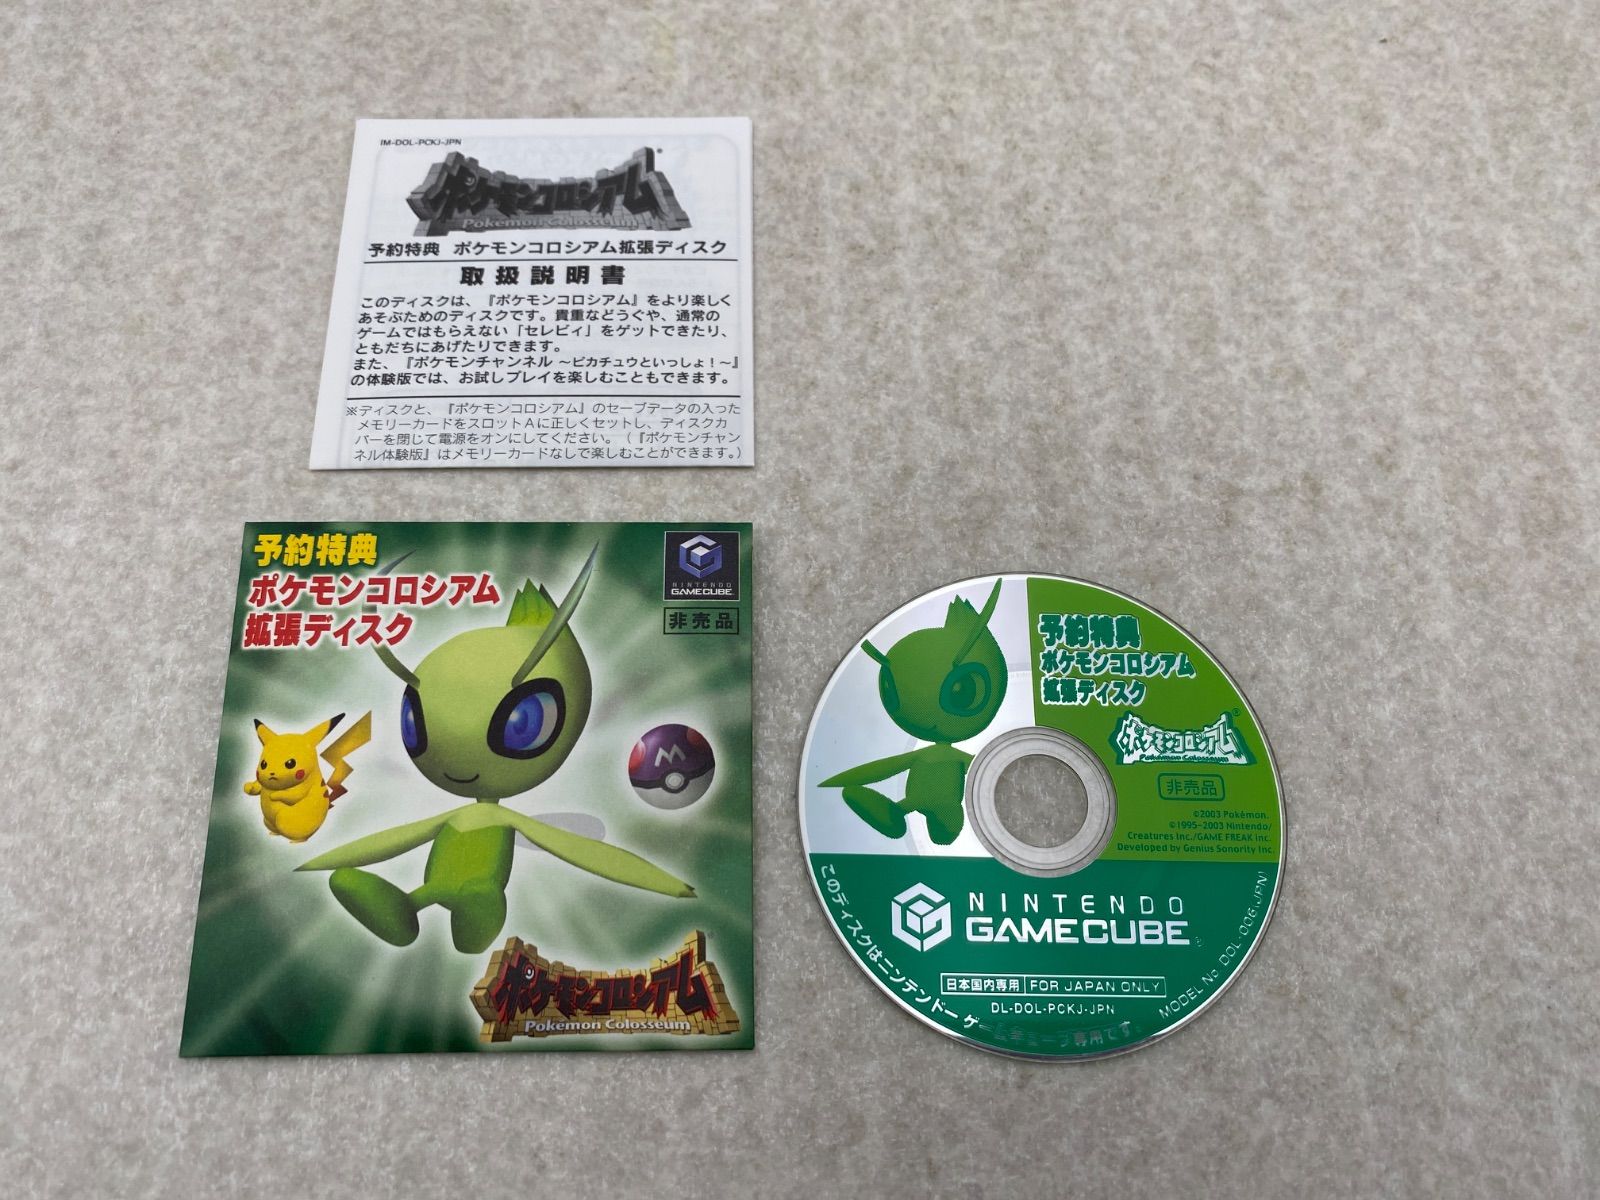 IM-DOL-PCKJ-JPN
ポケモンコロシアム
Pokémon Colosseum
予約特典 ポケモンコロシアム拡張ディスク
取扱説明書
このディスクは、『ポケモンコロシアム』をより楽しく
あそぶためのディスクです。貴重などうぐや、通常の
ゲームではもらえない「セレビィ」をゲットできたり、
ともだちにあげたりできます。
また、『ポケモンチャンネル ～ピカチュウといっしょ！～』
の体験版では、お試しプレイを楽しむこともできます。
※ディスクと、『ポケモンコロシアム』のセーブデータの入った
メモリーカードをスロットAに正しくセットし、ディスクカ
バーを閉じて電源をオンにしてください。（『ポケモンチャン
ネル体験版』はメモリーカードなしで楽しむことができます。）
予約特典
ポケモンコロシアム
拡張ディスク
NINTENDO
GAMECUBE
非売品
M
ポケモンコロシアム
Pokémon Colosseum
予約特典
ポケモンコロシアム
拡張ディスク
ポケモンコロシアム®
Pokémon Colosseum
非売品
©2003 Pokémon.
©1995-2003 Nintendo/
Creatures Inc./GAME FREAK inc.
Developed by Genius Sonority Inc.
NINTENDO
GAMECUBE®
日本国内専用 FOR JAPAN ONLY
DL-DOL-PCKJ-JPN
このディスクはニンテンドーゲームキューブ専用です。
MODEL No. DOL-006(JPN)